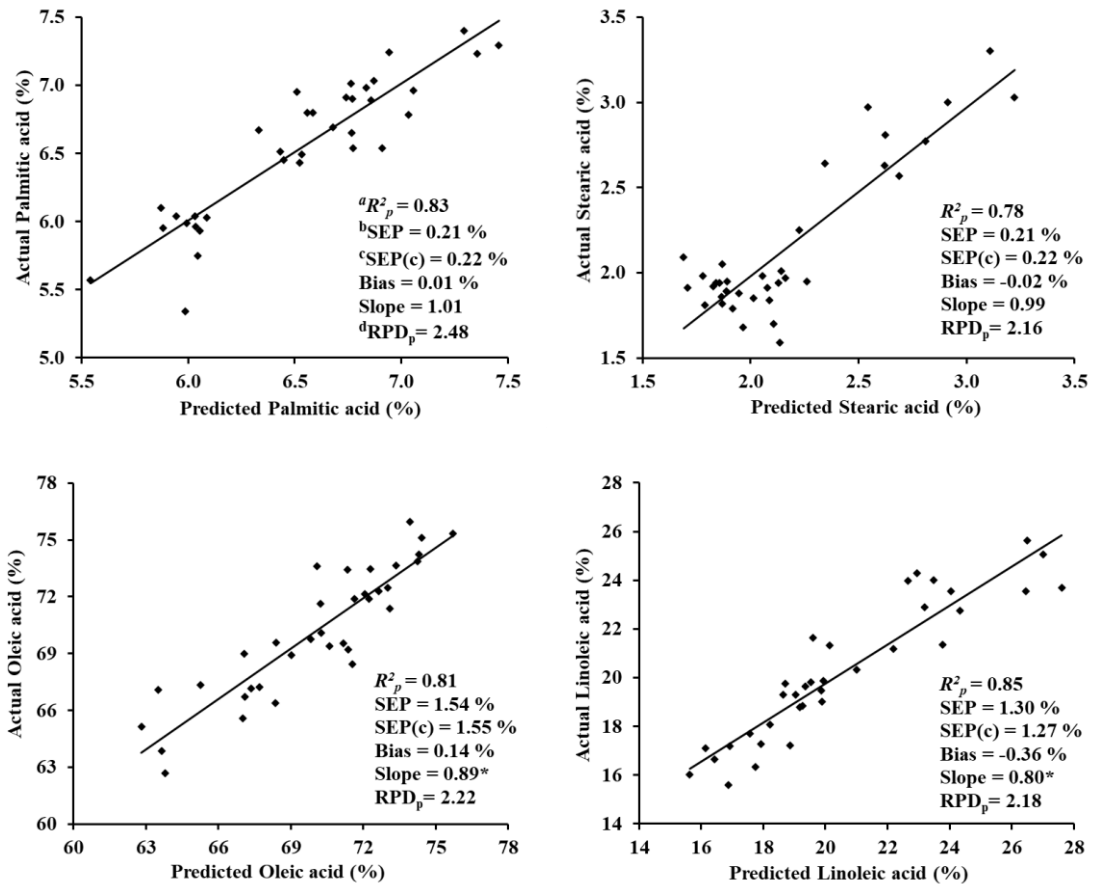 7.5
7.0
6.5
6.0
5.5
5.0
Actual Palmitic acid (%)
ᵃR²ₚ = 0.83
ᵇSEP = 0.21 %
ᶜSEP(c) = 0.22 %
Bias = 0.01 %
Slope = 1.01
ᵈRPDₚ = 2.48
5.5 6.0 6.5 7.0 7.5
Predicted Palmitic acid (%)
3.5
3.0
2.5
2.0
1.5
Actual Stearic acid (%)
R²ₚ = 0.78
SEP = 0.21 %
SEP(c) = 0.22 %
Bias = -0.02 %
Slope = 0.99
RPDₚ = 2.16
1.5 2.0 2.5 3.0 3.5
Predicted Stearic acid (%)
78
75
72
69
66
63
60
Actual Oleic acid (%)
R²ₚ = 0.81
SEP = 1.54 %
SEP(c) = 1.55 %
Bias = 0.14 %
Slope = 0.89*
RPDₚ= 2.22
60 63 66 69 72 75 78
Predicted Oleic acid (%)
28
26
24
22
20
18
16
14
Actual Linoleic acid (%)
R²ₚ = 0.85
SEP = 1.30 %
SEP(c) = 1.27 %
Bias = -0.36 %
Slope = 0.80*
RPDₚ = 2.18
14 16 18 20 22 24 26 28
Predicted Linoleic acid (%)